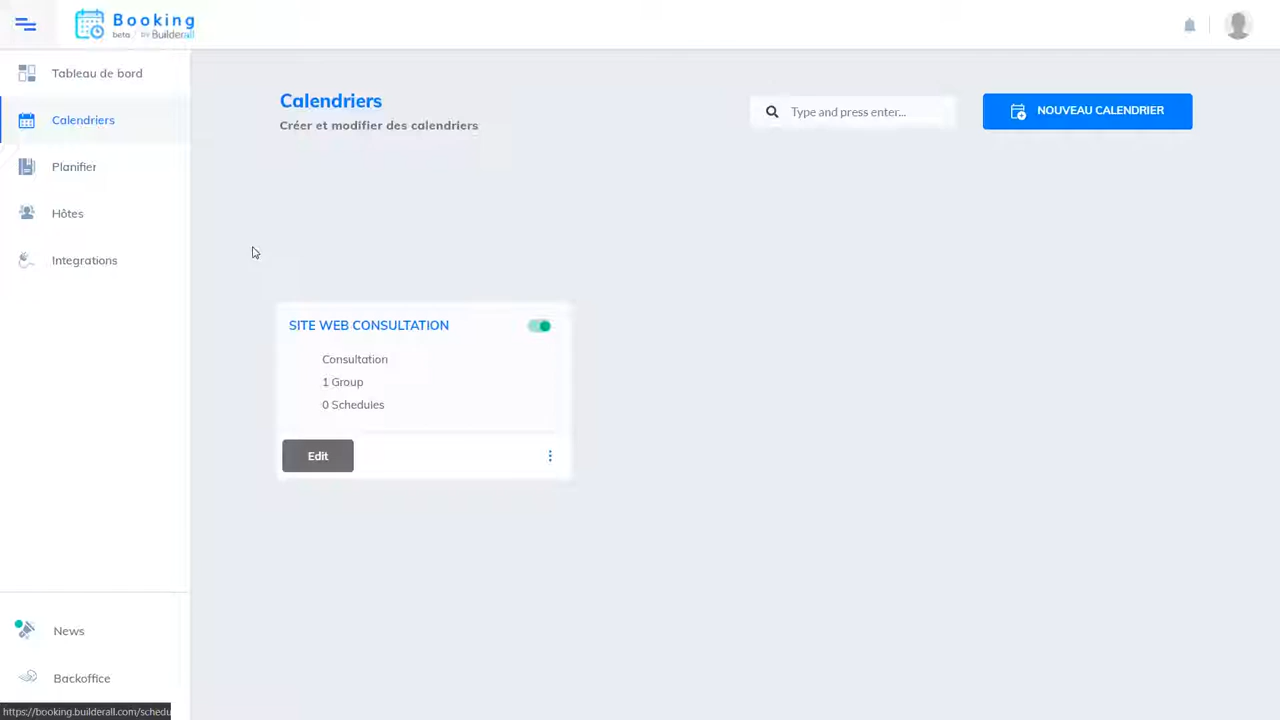 Booking
beta / by Builderall
Tableau de bord
Calendriers
Planifier
Hôtes
Integrations
News
Backoffice
https://booking.builderall.com/schedu
Calendriers
Créer et modifier des calendriers
Type and press enter...
NOUVEAU CALENDRIER
SITE WEB CONSULTATION
Consultation
1 Group
0 Schedules
Edit